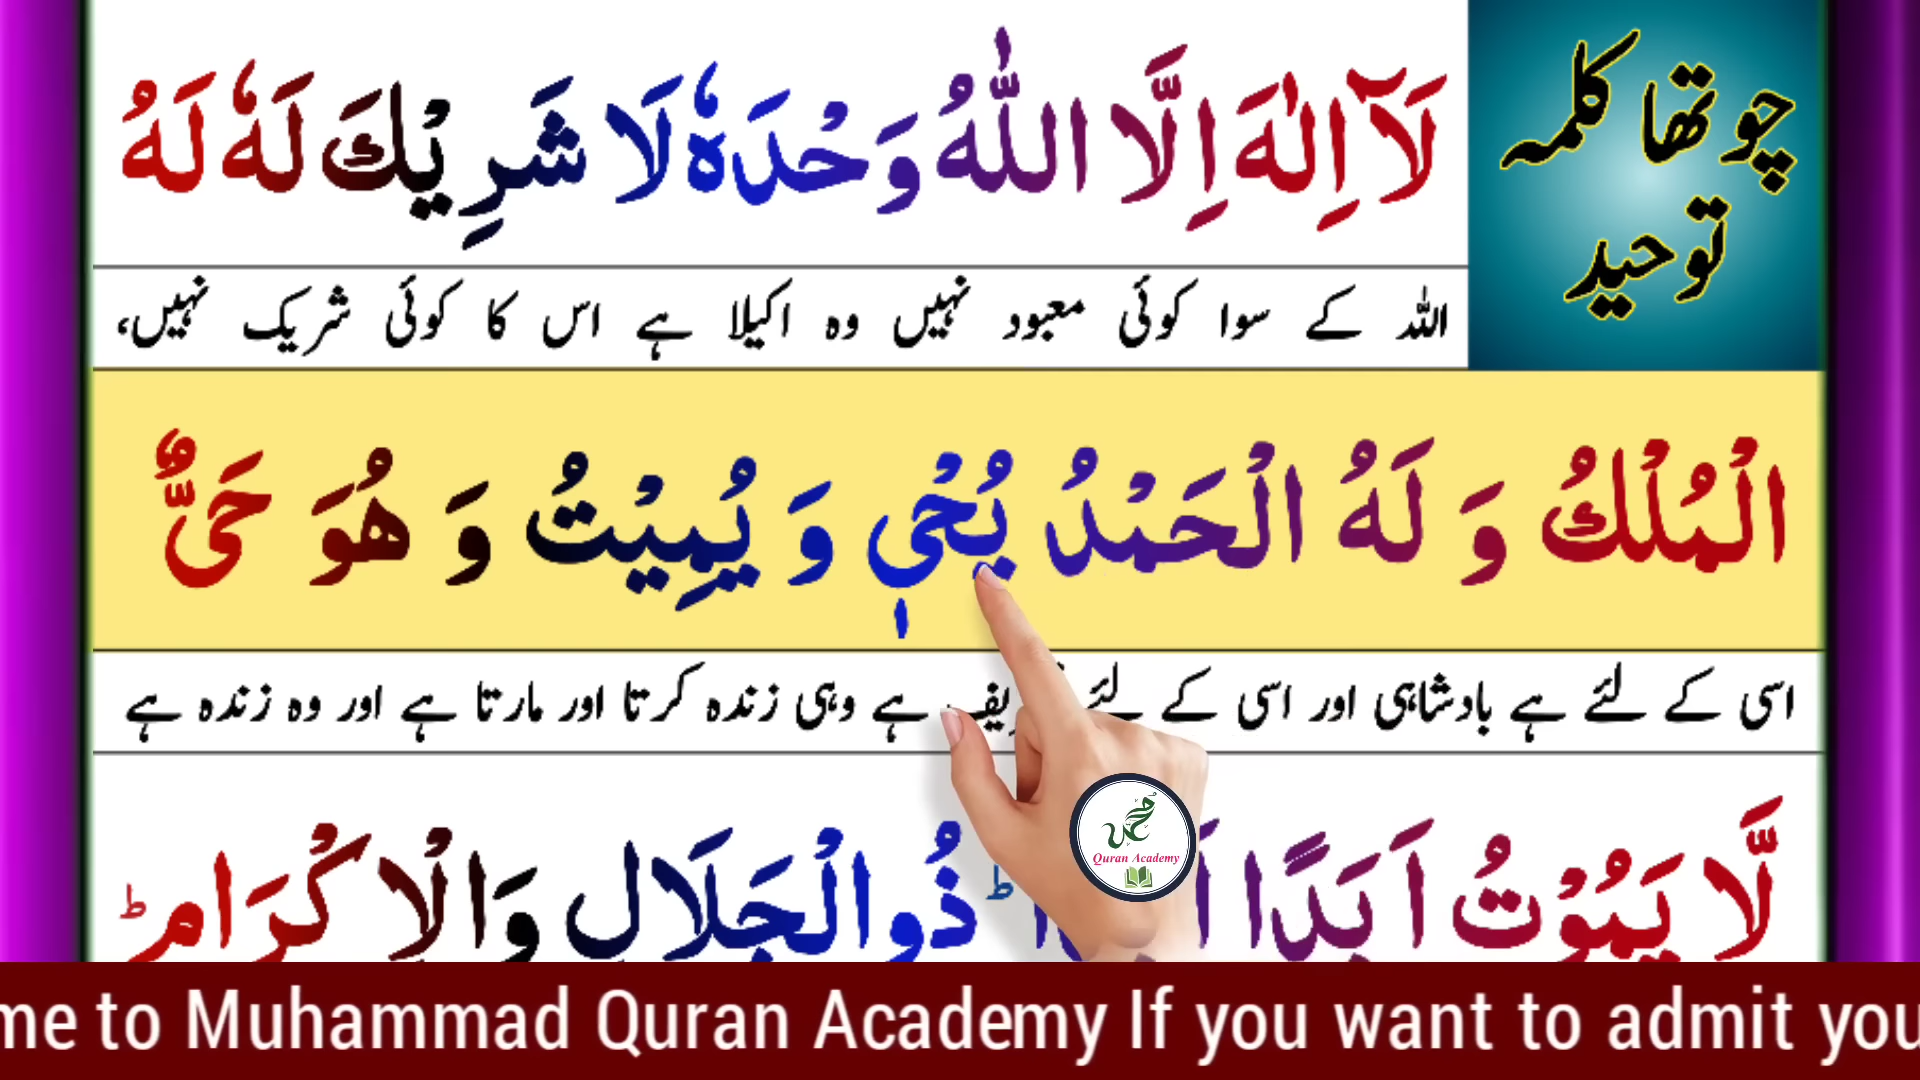 چوتھا کلمہ
توحید
لَآ اِلٰهَ اِلَّا اللّٰهُ وَحْدَهٗ لَا شَرِيْكَ لَهٗ لَهُ
اللہ کے سوا کوئی معبود نہیں وہ اکیلا ہے اس کا کوئی شریک نہیں،
الْمُلْكُ وَ لَهُ الْحَمْدُ يُحْيٖ وَ يُمِيْتُ وَ هُوَ حَىٌّ
اسی کے لئے ہے بادشاہی اور اسی کے لئے ہے وہی زندہ کرتا اور مارتا ہے اور وہ زندہ ہے
لَّا يَمُوْتُ اَبَدًا ؕ ذُو الْجَلَالِ وَالْاِكْرَامِ ؕ
Quran Academy
me to Muhammad Quran Academy If you want to admit you